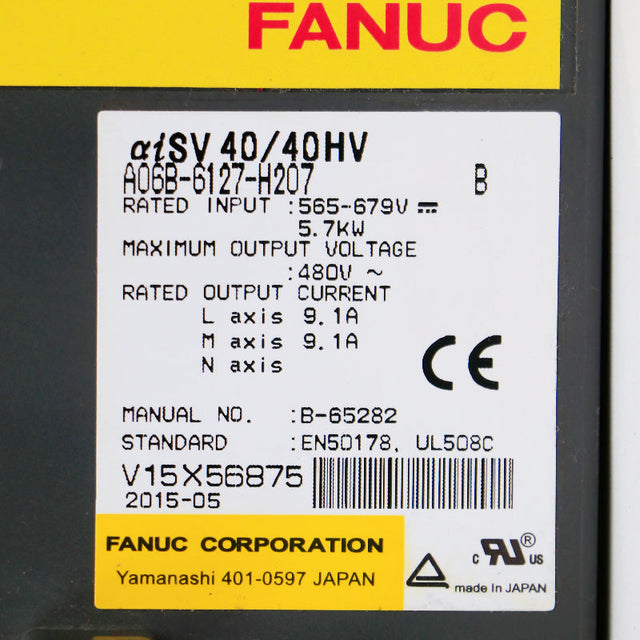 FANUC
αiSV 40/40HV
A06B-6127-H207 B
RATED INPUT :565-679V ⎓
5.7KW
MAXIMUM OUTPUT VOLTAGE
:480V ~
RATED OUTPUT CURRENT
L axis 9.1A
M axis 9.1A
N axis
CE
MANUAL NO. :B-65282
STANDARD :EN50178, UL508C
V15X56875
2015-05
FANUC CORPORATION
Yamanashi 401-0597 JAPAN
c RU® US
made in JAPAN